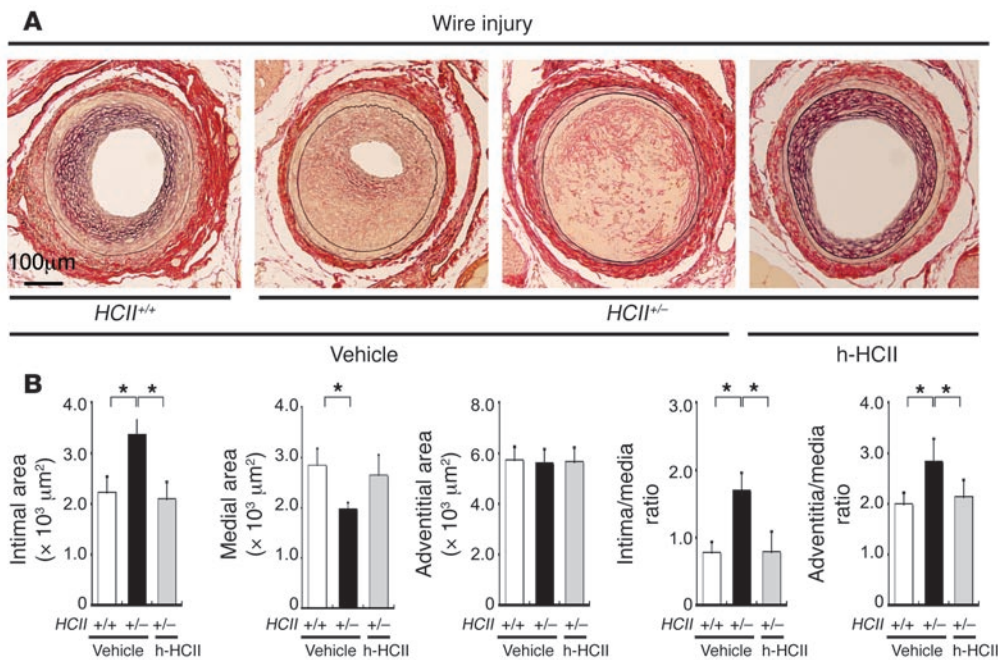 A
Wire injury
100μm
HCII+/+
HCII+/−
Vehicle
h-HCII
B
Intimal area
(× 10³ μm²)
4.0
3.0
2.0
1.0
0
* *
HCII +/+ +/− +/−
Vehicle h-HCII
Medial area
(× 10³ μm²)
4.0
3.0
2.0
1.0
0
*
HCII +/+ +/− +/−
Vehicle h-HCII
Adventitial area
(× 10³ μm²)
8.0
6.0
4.0
2.0
0
HCII +/+ +/− +/−
Vehicle h-HCII
Intima/media
ratio
3.0
2.0
1.0
0
* *
HCII +/+ +/− +/−
Vehicle h-HCII
Adventitia/media
ratio
4.0
3.0
2.0
1.0
0
* *
HCII +/+ +/− +/−
Vehicle h-HCII